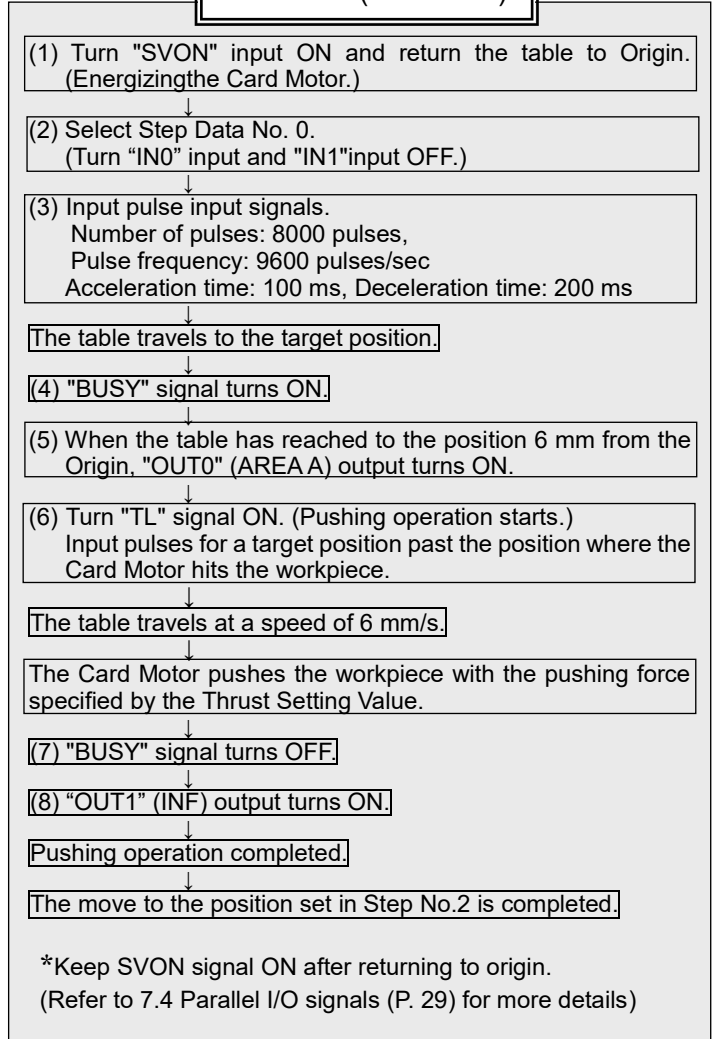 (1) Turn "SVON" input ON and return the table to Origin.
(Energizingthe Card Motor.)
↓
(2) Select Step Data No. 0.
(Turn “IN0” input and "IN1"input OFF.)
↓
(3) Input pulse input signals.
Number of pulses: 8000 pulses,
Pulse frequency: 9600 pulses/sec
Acceleration time: 100 ms, Deceleration time: 200 ms
↓
The table travels to the target position.
↓
(4) "BUSY" signal turns ON.
↓
(5) When the table has reached to the position 6 mm from the
Origin, "OUT0" (AREA A) output turns ON.
↓
(6) Turn "TL" signal ON. (Pushing operation starts.)
Input pulses for a target position past the position where the
Card Motor hits the workpiece.
↓
The table travels at a speed of 6 mm/s.
↓
The Card Motor pushes the workpiece with the pushing force
specified by the Thrust Setting Value.
↓
(7) "BUSY" signal turns OFF.
↓
(8) “OUT1” (INF) output turns ON.
↓
Pushing operation completed.
↓
The move to the position set in Step No.2 is completed.
*Keep SVON signal ON after returning to origin.
(Refer to 7.4 Parallel I/O signals (P. 29) for more details)